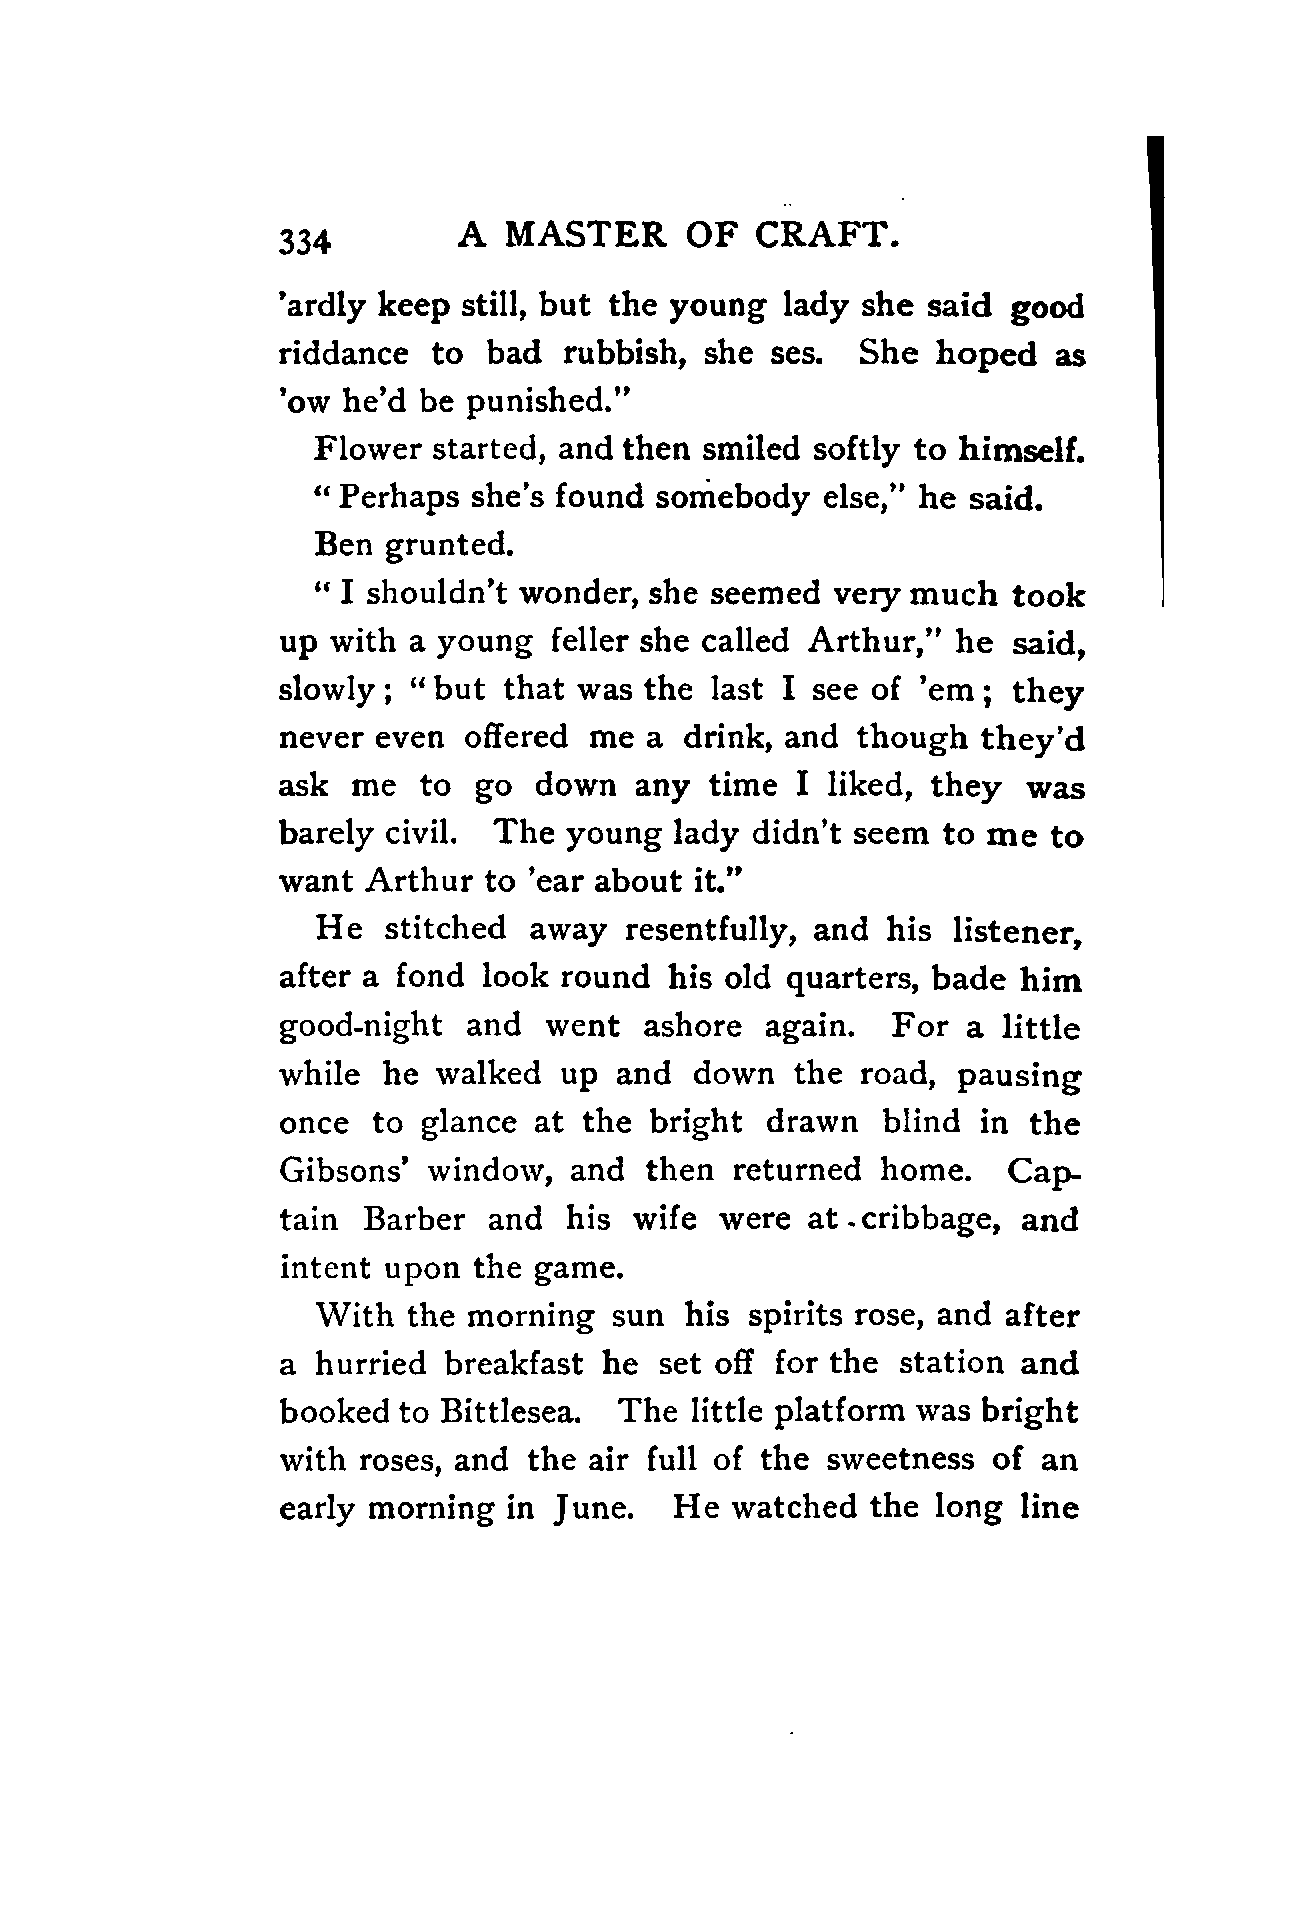 334 A MASTER OF CRAFT.
'ardly keep still, but the young lady she said good
riddance to bad rubbish, she ses. She hoped as
'ow he'd be punished."
Flower started, and then smiled softly to himself.
"Perhaps she's found somebody else," he said.
Ben grunted.
"I shouldn't wonder, she seemed very much took
up with a young feller she called Arthur," he said,
slowly; "but that was the last I see of 'em; they
never even offered me a drink, and though they'd
ask me to go down any time I liked, they was
barely civil. The young lady didn't seem to me to
want Arthur to 'ear about it."
He stitched away resentfully, and his listener,
after a fond look round his old quarters, bade him
good-night and went ashore again. For a little
while he walked up and down the road, pausing
once to glance at the bright drawn blind in the
Gibsons' window, and then returned home. Cap-
tain Barber and his wife were at cribbage, and
intent upon the game.
With the morning sun his spirits rose, and after
a hurried breakfast he set off for the station and
booked to Bittlesea. The little platform was bright
with roses, and the air full of the sweetness of an
early morning in June. He watched the long line